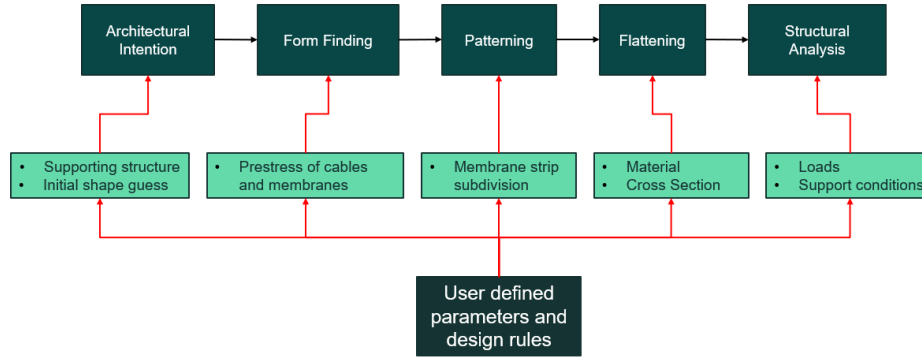 Architectural
Intention
Form Finding
Patterning
Flattening
Structural
Analysis
• Supporting structure
• Initial shape guess
• Prestress of cables
and membranes
• Membrane strip
subdivision
• Material
• Cross Section
• Loads
• Support conditions
User defined
parameters and
design rules